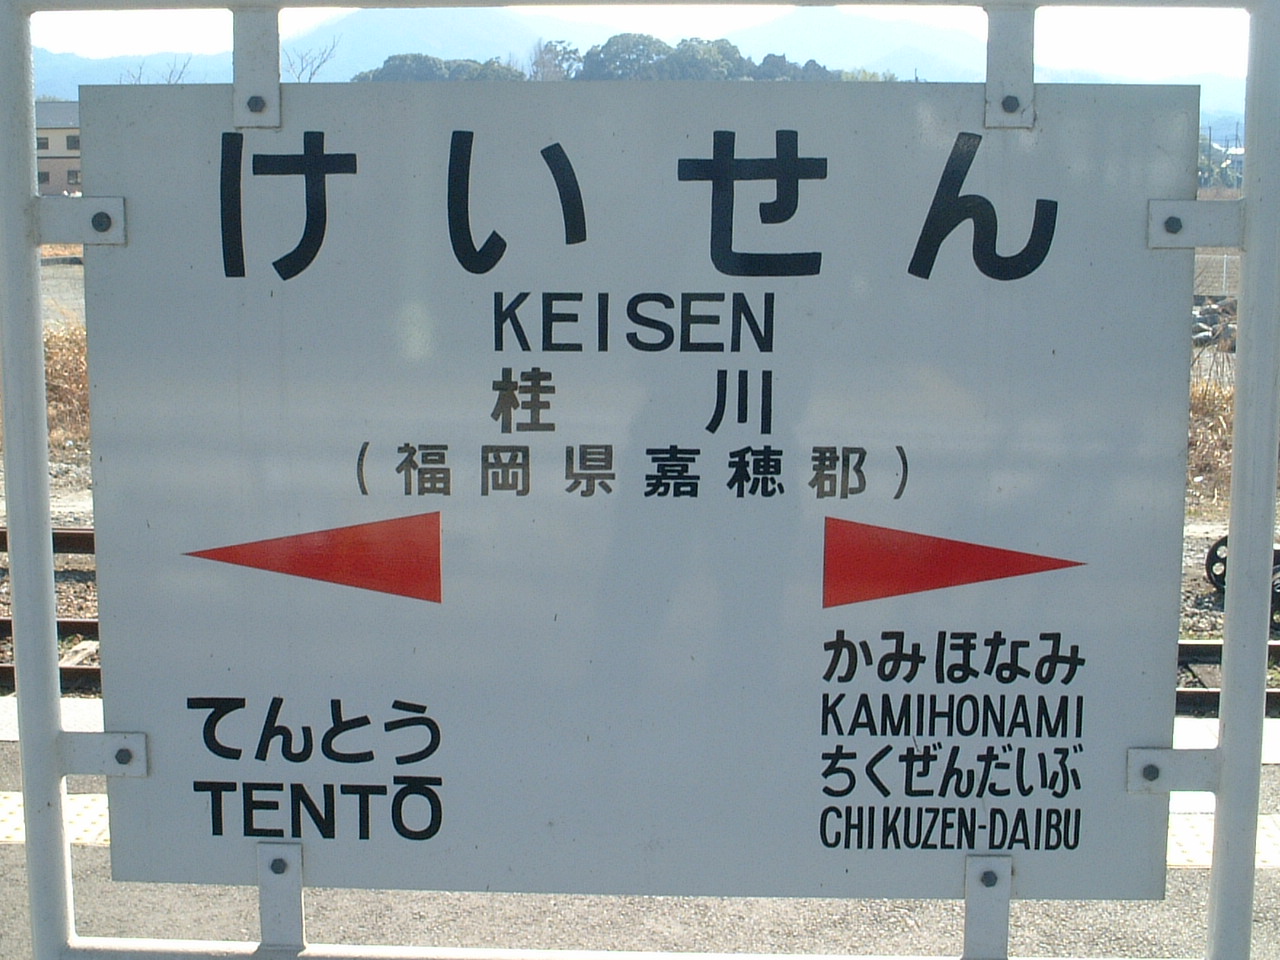 けいせん
KEISEN
桂川
(福岡県嘉穂郡)
てんとう
TENTŌ
かみほなみ
KAMIHONAMI
ちくぜんだいぶ
CHIKUZEN-DAIBU